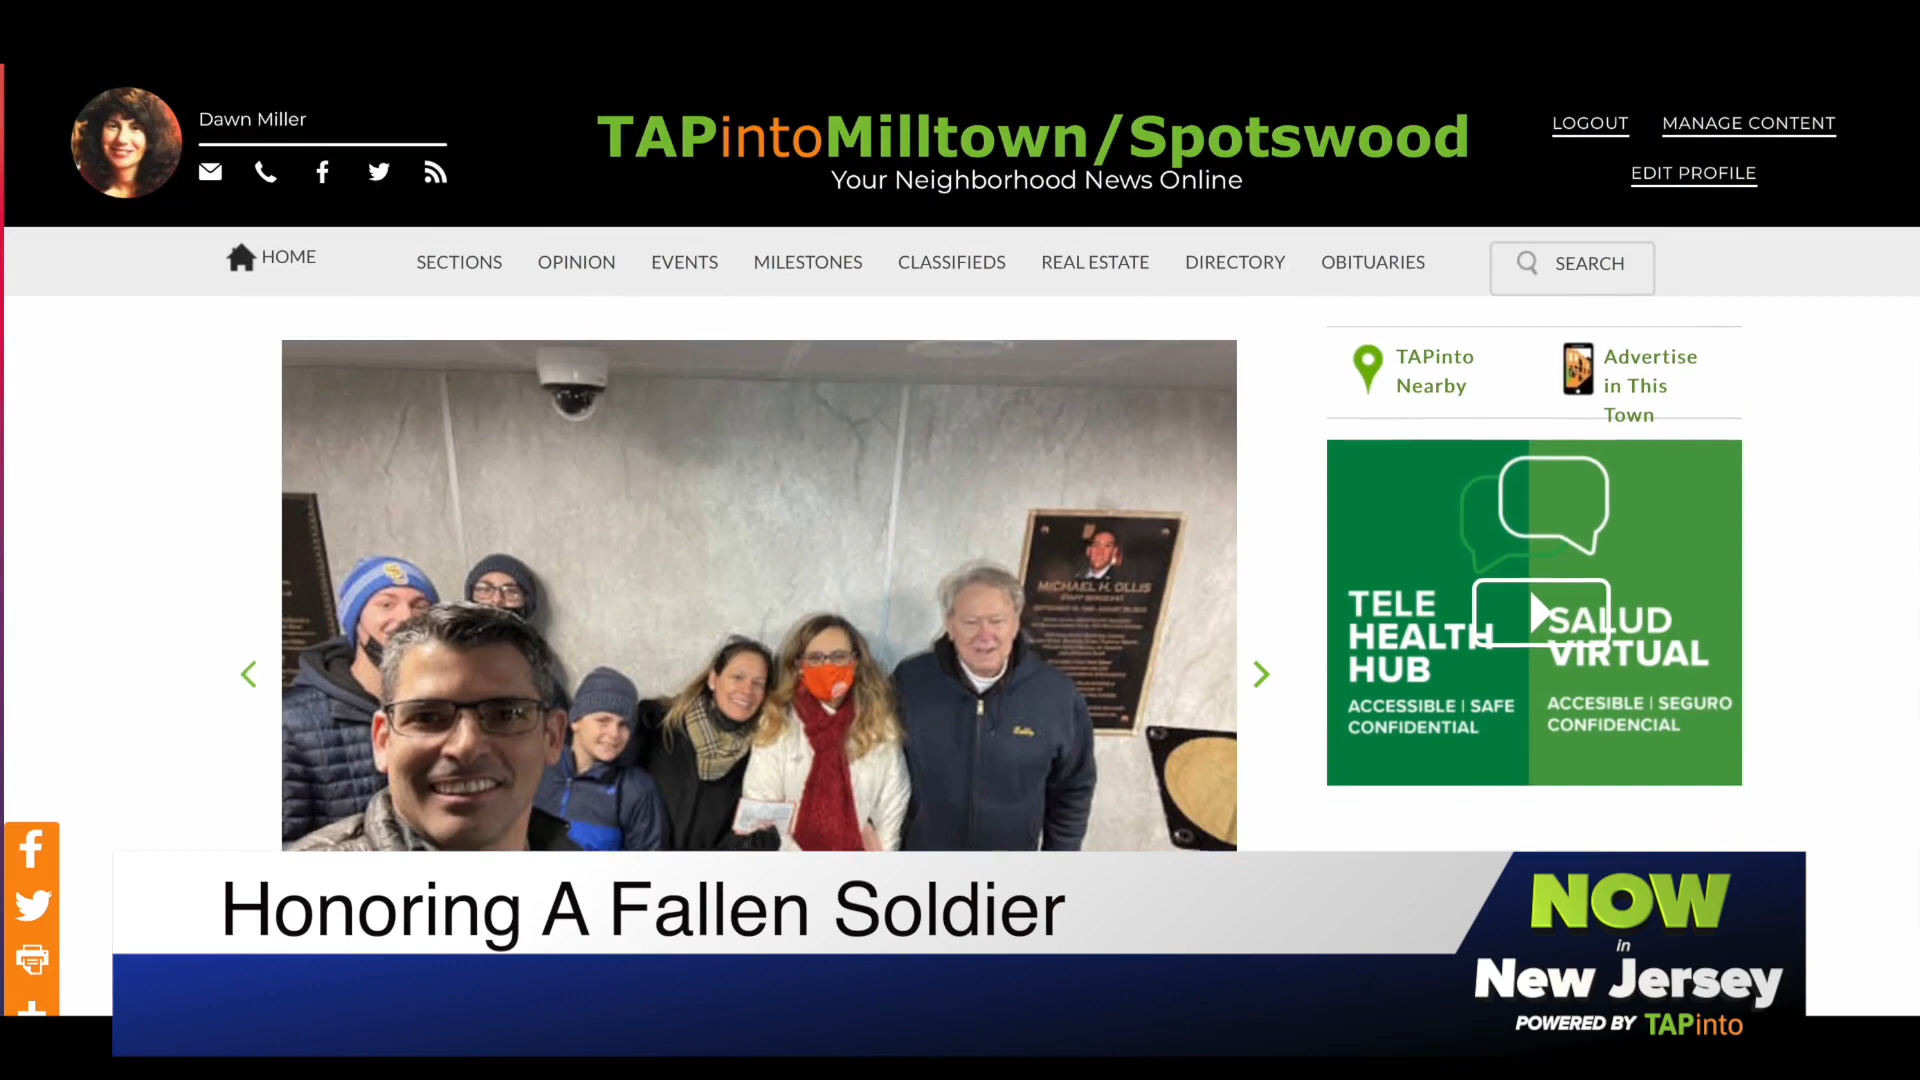 Dawn Miller
TAPintoMilltown/Spotswood
Your Neighborhood News Online
LOGOUT
MANAGE CONTENT
EDIT PROFILE
HOME
SECTIONS
OPINION
EVENTS
MILESTONES
CLASSIFIEDS
REAL ESTATE
DIRECTORY
OBITUARIES
SEARCH
TAPinto
Nearby
Advertise
in This
Town
MICHAEL H. OLLIS
STAFF SERGEANT
TELE
HEALTH
HUB
ACCESSIBLE | SAFE
CONFIDENTIAL
SALUD
VIRTUAL
ACCESIBLE | SEGURO
CONFIDENCIAL
Honoring A Fallen Soldier
NOW
in
New Jersey
POWERED BY TAPinto